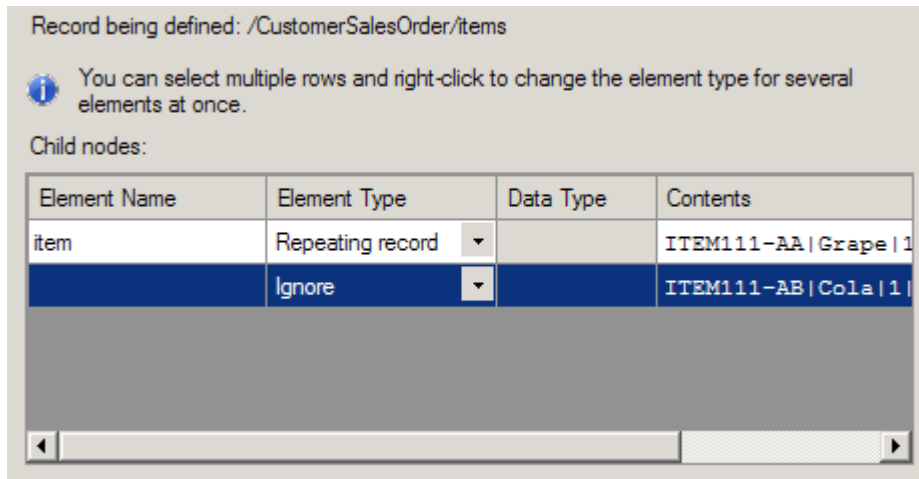 Record being defined: /CustomerSalesOrder/items
You can select multiple rows and right-click to change the element type for several
elements at once.
Child nodes:
Element Name Element Type Data Type Contents
item Repeating record ITEM111-AA|Grape|1
Ignore ITEM111-AB|Cola|1|